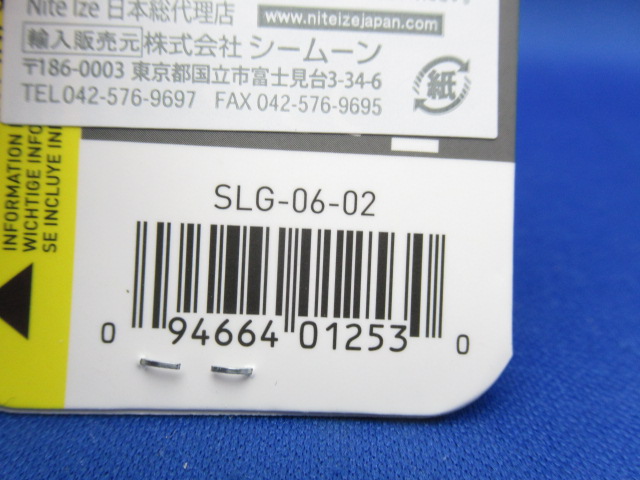 Nite Ize 日本総代理店
www.niteizejapan.com
輸入販売元 株式会社 シームーン
〒186-0003 東京都国立市富士見台3-34-6
TEL 042-576-9697 FAX 042-576-9695
紙
INFORMATION
WICHTIGE INFO
SE INCLUYE IN
SLG-06-02
0 94664 01253 0